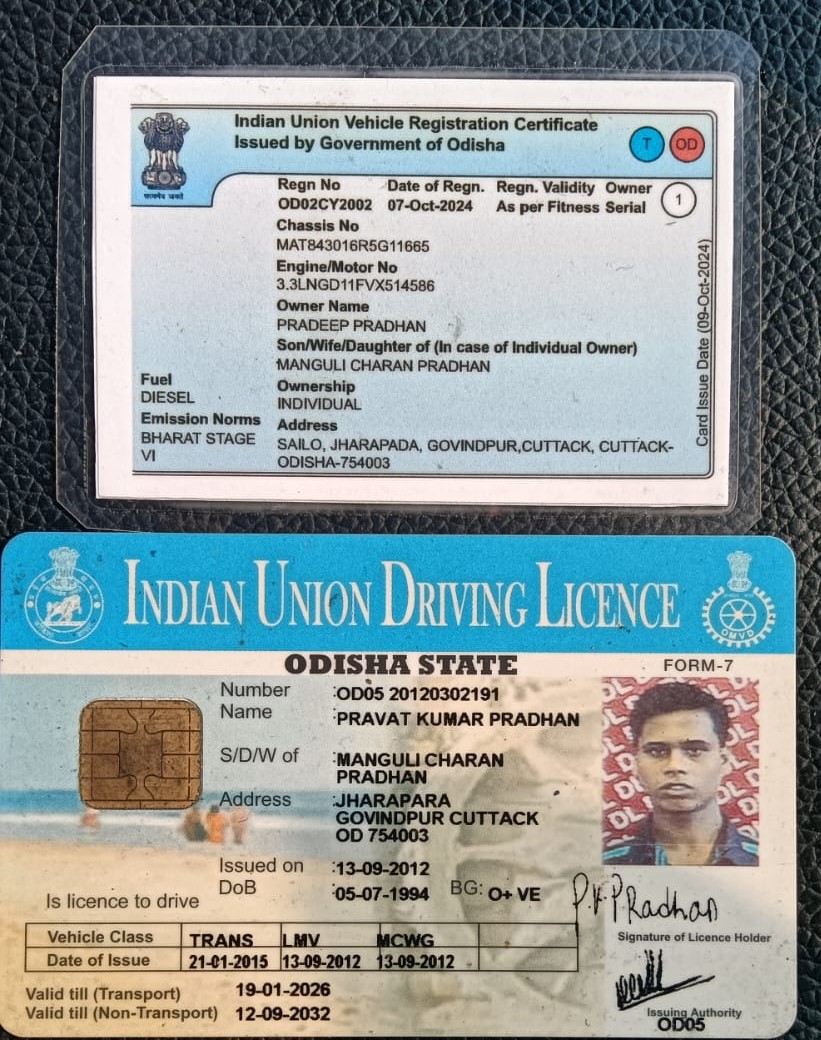 Indian Union Vehicle Registration Certificate
Issued by Government of Odisha
T OD
सत्यमेव जयते
Regn No Date of Regn. Regn. Validity Owner
OD02CY2002 07-Oct-2024 As per Fitness Serial 1
Chassis No
MAT843016R5G11665
Engine/Motor No
3.3LNGD11FVX514586
Owner Name
PRADEEP PRADHAN
Son/Wife/Daughter of (In case of Individual Owner)
MANGULI CHARAN PRADHAN
Fuel
DIESEL
Ownership
INDIVIDUAL
Emission Norms
BHARAT STAGE
VI
Address
SAILO, JHARAPADA, GOVINDPUR,CUTTACK, CUTTACK-
ODISHA-754003
Card Issue Date (09-Oct-2024)
INDIAN UNION DRIVING LICENCE
OMVD
ODISHA STATE
FORM-7
Number :OD05 20120302191
Name :PRAVAT KUMAR PRADHAN
S/D/W of :MANGULI CHARAN
PRADHAN
Address :JHARAPARA
GOVINDPUR CUTTACK
OD 754003
Issued on :13-09-2012
DoB :05-07-1994 BG: O+ VE
Is licence to drive
P.K Pradhan
Signature of Licence Holder
Vehicle Class TRANS LMV MCWG
Date of Issue 21-01-2015 13-09-2012 13-09-2012
Valid till (Transport) 19-01-2026
Valid till (Non-Transport) 12-09-2032
Issuing Authority
OD05